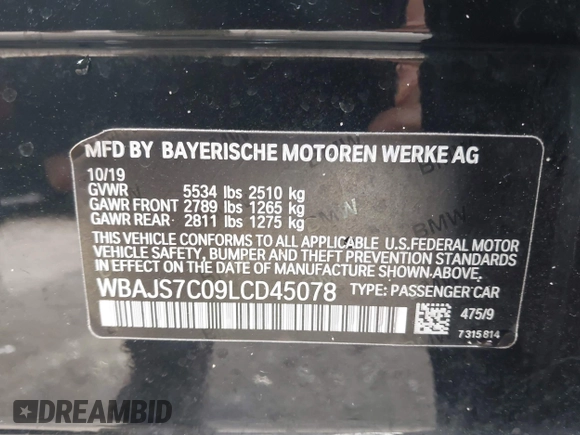 MFD BY BAYERISCHE MOTOREN WERKE AG
10/19
GVWR 5534 lbs 2510 kg
GAWR FRONT 2789 lbs 1265 kg
GAWR REAR 2811 lbs 1275 kg
THIS VEHICLE CONFORMS TO ALL APPLICABLE U.S.FEDERAL MOTOR
VEHICLE SAFETY, BUMPER AND THEFT PREVENTION STANDARDS
IN EFFECT ON THE DATE OF MANUFACTURE SHOWN ABOVE.
WBAJS7C09LCD45078 TYPE: PASSENGER CAR
475/9
7315814
DREAMBID